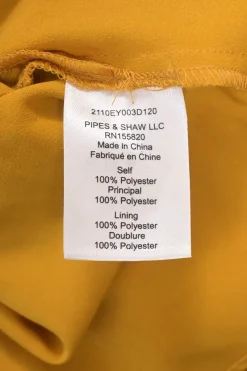 2110EY003D120
PIPES & SHAW LLC
RN155820
Made In China
Fabriqué en Chine
Self
100% Polyester
Principal
100% Polyester
Lining
100% Polyester
Doublure
100% Polyester